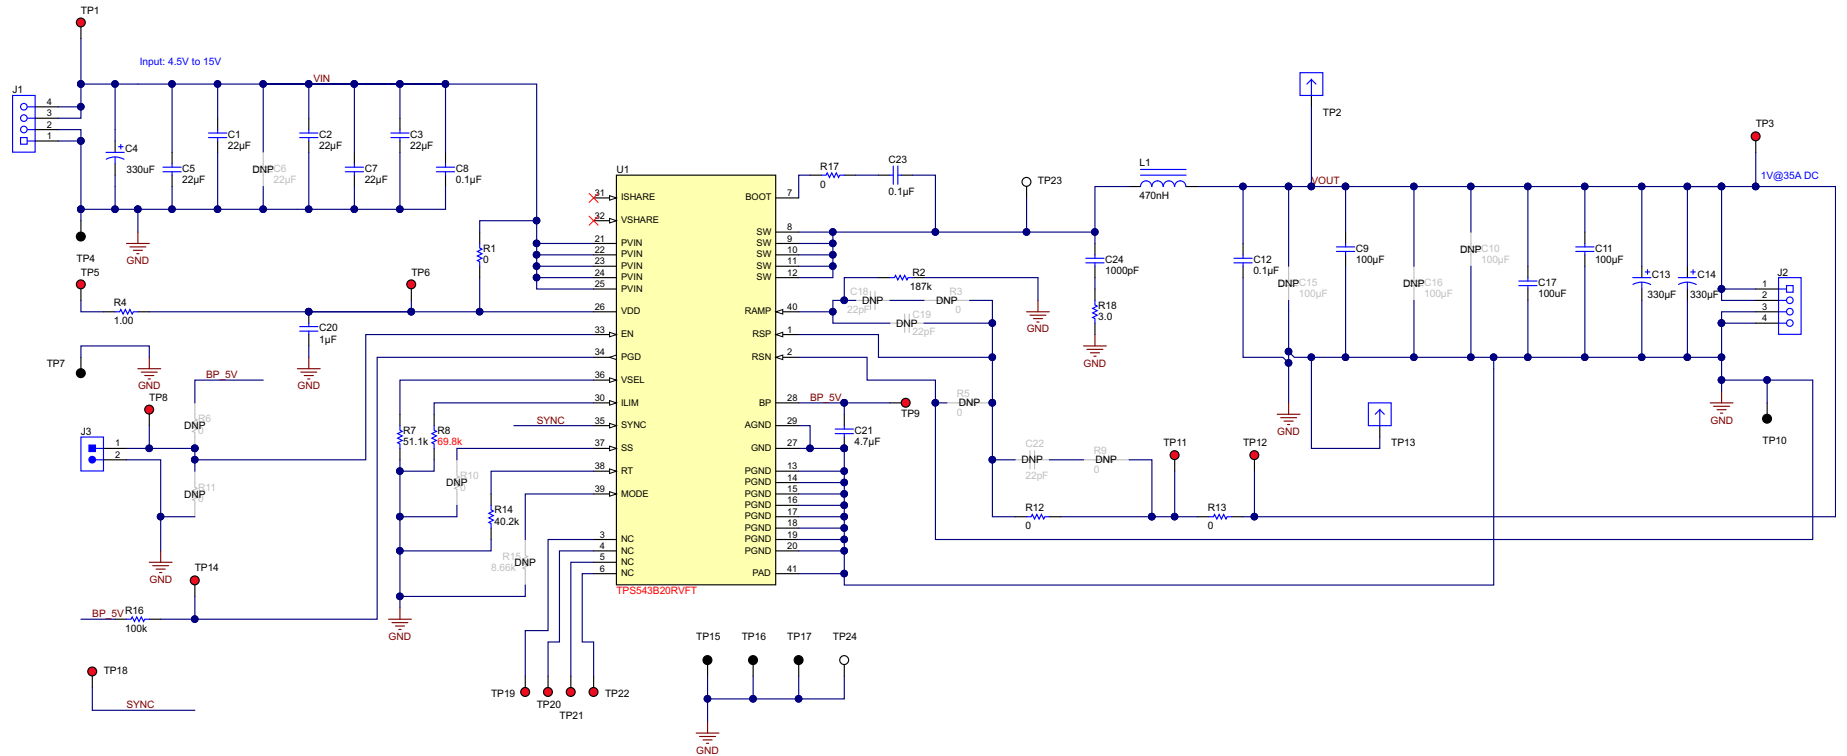 TP1
Input: 4.5V to 15V
VIN
J1
4
3
2
1
C4
330uF
C5
22µF
C1
22µF
DNP
C6
22µF
C2
22µF
C7
22µF
C3
22µF
C8
0.1µF
TP4
GND
TP5
R4
1.00
TP6
R1
0
C20
1µF
GND
TP7
GND
BP_5V
TP8
R6
DNP
0
J3
1
2
R11
DNP
0
GND
TP14
BP_5V
R16
100k
TP18
SYNC
R7
51.1k
R8
69.8k
SYNC
R10
DNP
0
R14
40.2k
R15
DNP
8.66k
GND
TP19
TP20
TP21
TP22
U1
31 ISHARE
32 VSHARE
21 PVIN
22 PVIN
23 PVIN
24 PVIN
25 PVIN
26 VDD
33 EN
34 PGD
36 VSEL
30 ILIM
35 SYNC
37 SS
38 RT
39 MODE
3 NC
4 NC
5 NC
6 NC
BOOT 7
SW 8
SW 9
SW 10
SW 11
SW 12
RAMP 40
RSP 1
RSN 2
BP 28
AGND 29
GND 27
PGND 13
PGND 14
PGND 15
PGND 16
PGND 17
PGND 18
PGND 19
PGND 20
PAD 41
TPS543B20RVFT
R17
0
C23
0.1µF
TP23
R2
187k
C18
DNP
22pF
R3
DNP
0
C19
DNP
22pF
GND
C24
1000pF
R18
3.0
GND
L1
470nH
BP_5V
TP9
C21
4.7µF
R5
DNP
0
C22
DNP
22pF
R9
DNP
0
R12
0
TP11
R13
0
TP12
TP2
VOUT
TP3
1V@35A DC
C12
0.1µF
DNP
C15
100µF
C9
100µF
DNP
C16
100µF
DNP
C10
100µF
C17
100uF
C11
100µF
C13
330µF
C14
330µF
J2
1
2
3
4
GND
TP13
GND
TP10
TP15
TP16
TP17
TP24
GND